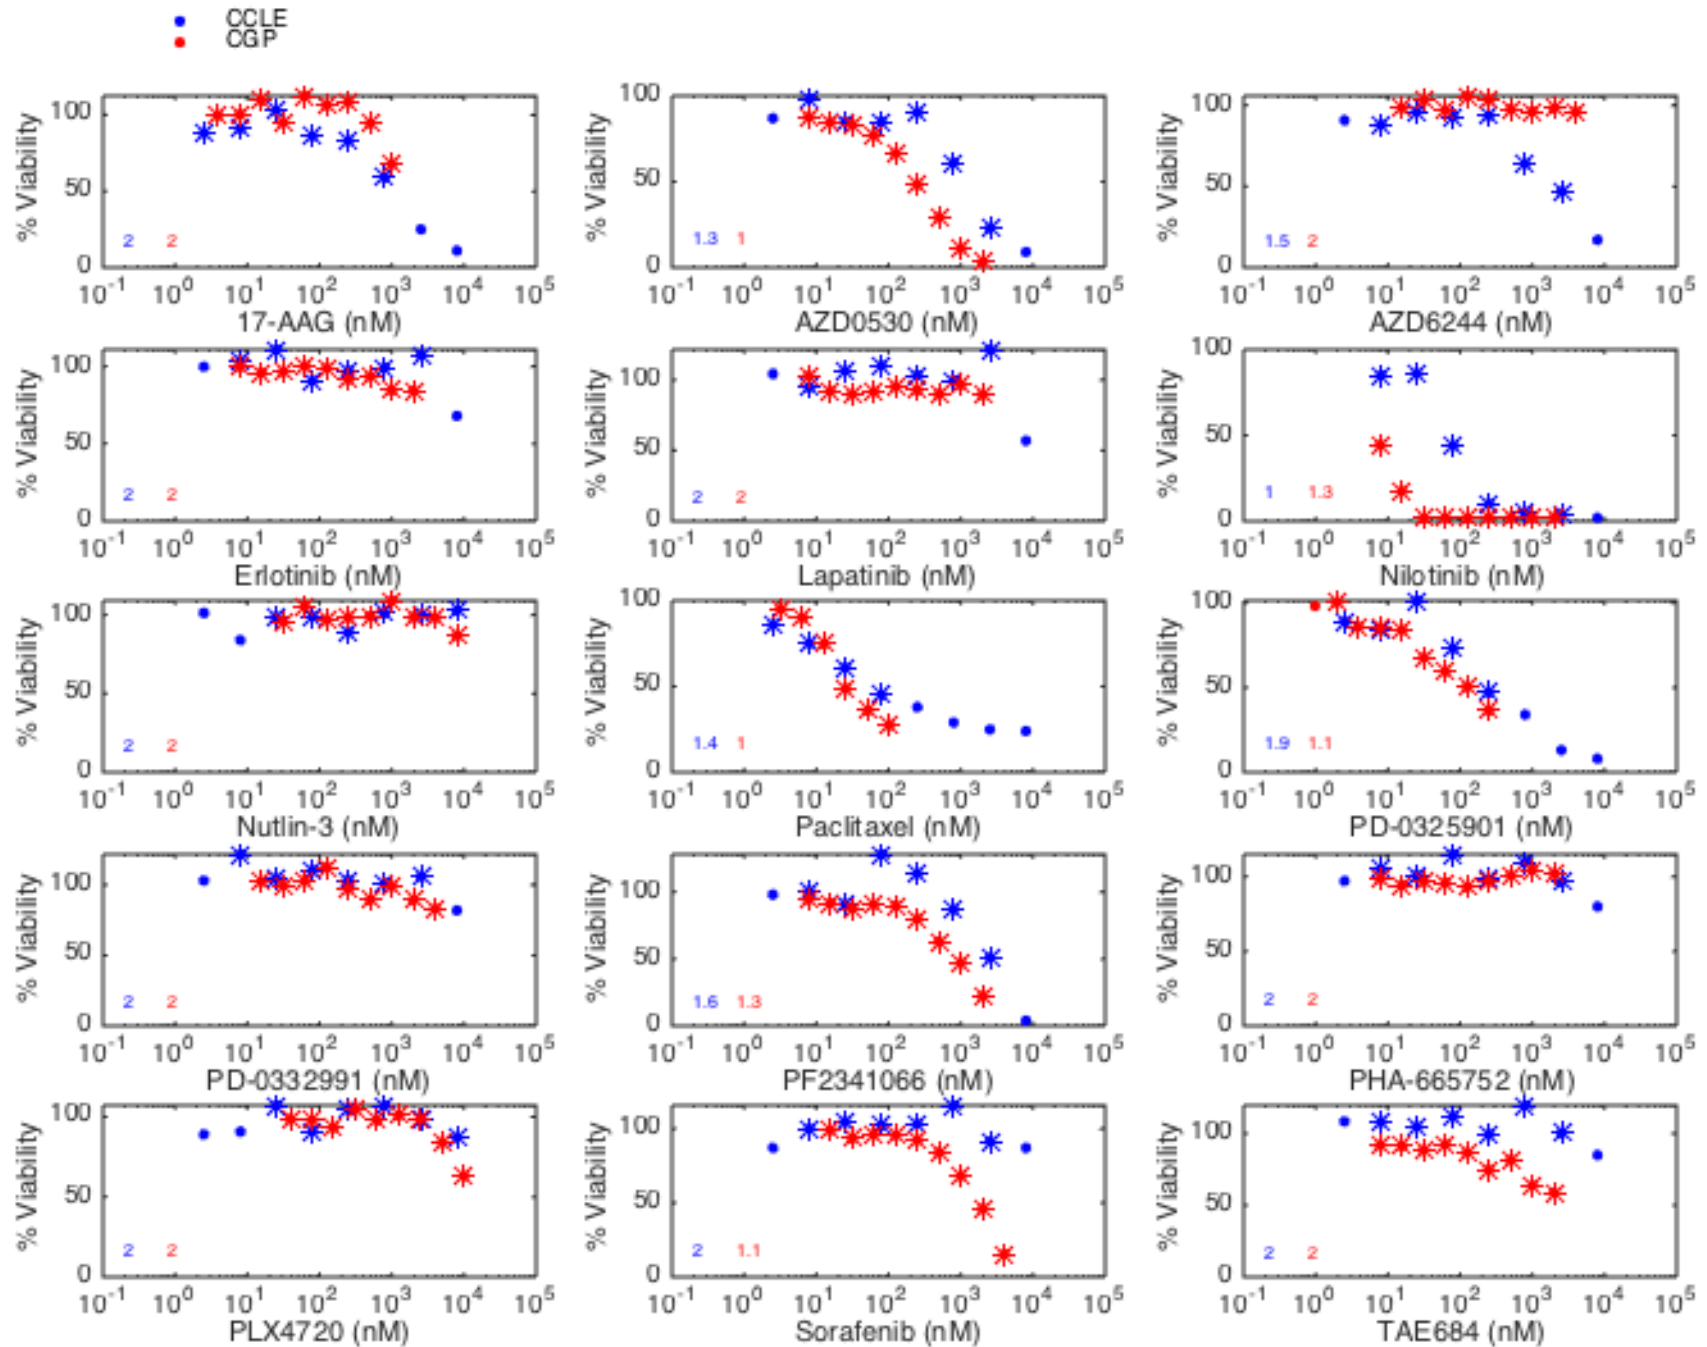 CCLE
CGP
% Viability 100 50 0
2 2
10^-1 10^0 10^1 10^2 10^3 10^4 10^5
17-AAG (nM)
% Viability 100 50 0
1.3 1
10^-1 10^0 10^1 10^2 10^3 10^4 10^5
AZD0530 (nM)
% Viability 100 50 0
1.5 2
10^-1 10^0 10^1 10^2 10^3 10^4 10^5
AZD6244 (nM)
% Viability 100 50 0
2 2
10^-1 10^0 10^1 10^2 10^3 10^4 10^5
Erlotinib (nM)
% Viability 100 50 0
2 2
10^-1 10^0 10^1 10^2 10^3 10^4 10^5
Lapatinib (nM)
% Viability 100 50 0
1 1.3
10^-1 10^0 10^1 10^2 10^3 10^4 10^5
Nilotinib (nM)
% Viability 100 50 0
2 2
10^-1 10^0 10^1 10^2 10^3 10^4 10^5
Nutlin-3 (nM)
% Viability 100 50 0
1.4 1
10^-1 10^0 10^1 10^2 10^3 10^4 10^5
Paclitaxel (nM)
% Viability 100 50 0
1.9 1.1
10^-1 10^0 10^1 10^2 10^3 10^4 10^5
PD-0325901 (nM)
% Viability 100 50 0
2 2
10^-1 10^0 10^1 10^2 10^3 10^4 10^5
PD-0332991 (nM)
% Viability 100 50 0
1.6 1.3
10^-1 10^0 10^1 10^2 10^3 10^4 10^5
PF2341066 (nM)
% Viability 100 50 0
2 2
10^-1 10^0 10^1 10^2 10^3 10^4 10^5
PHA-665752 (nM)
% Viability 100 50 0
2 2
10^-1 10^0 10^1 10^2 10^3 10^4 10^5
PLX4720 (nM)
% Viability 100 50 0
2 1.1
10^-1 10^0 10^1 10^2 10^3 10^4 10^5
Sorafenib (nM)
% Viability 100 50 0
2 2
10^-1 10^0 10^1 10^2 10^3 10^4 10^5
TAE684 (nM)